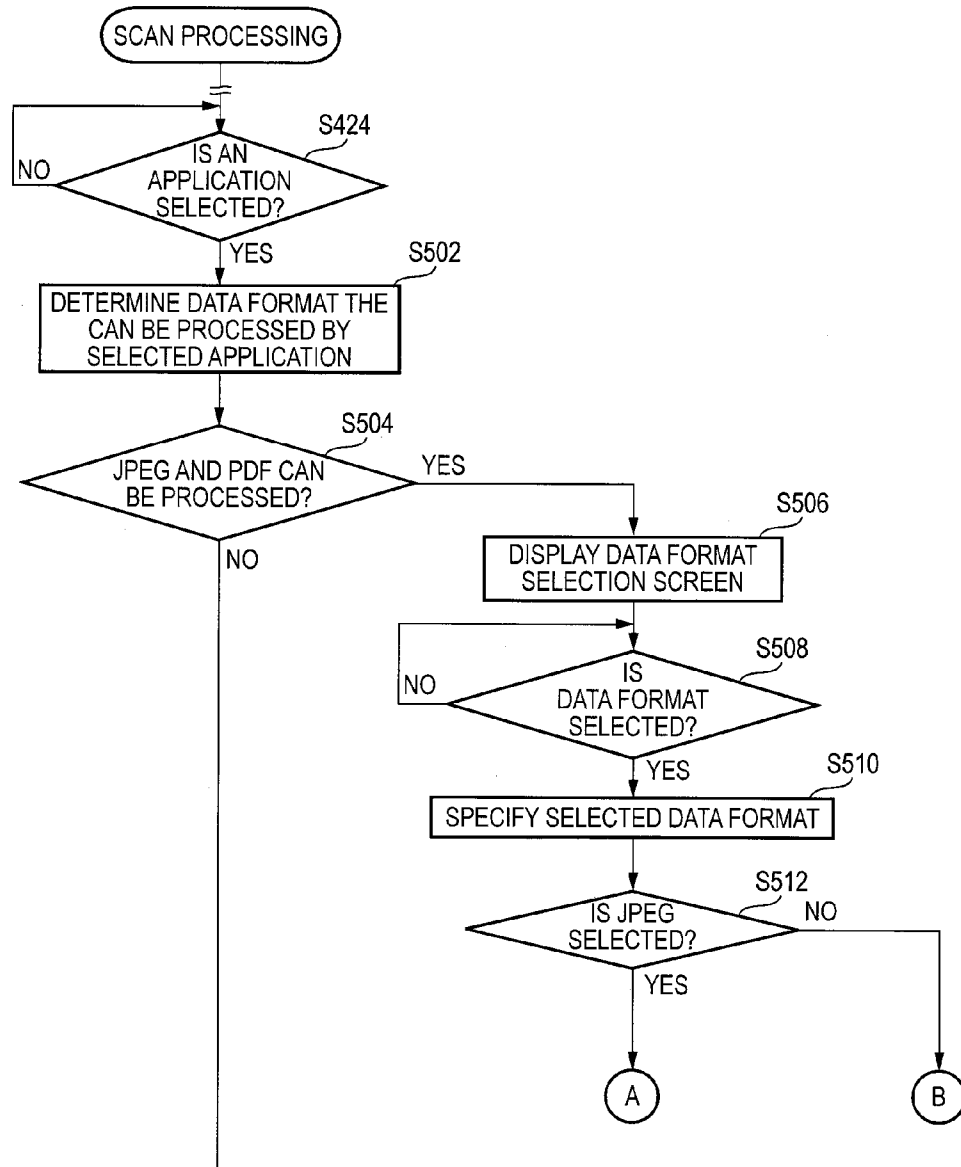 SCAN PROCESSING
S424
IS AN
APPLICATION
SELECTED?
NO
YES
S502
DETERMINE DATA FORMAT THE
CAN BE PROCESSED BY
SELECTED APPLICATION
S504
JPEG AND PDF CAN
BE PROCESSED?
YES
NO
S506
DISPLAY DATA FORMAT
SELECTION SCREEN
S508
IS
DATA FORMAT
SELECTED?
NO
YES
S510
SPECIFY SELECTED DATA FORMAT
S512
IS JPEG
SELECTED?
NO
YES
A
B